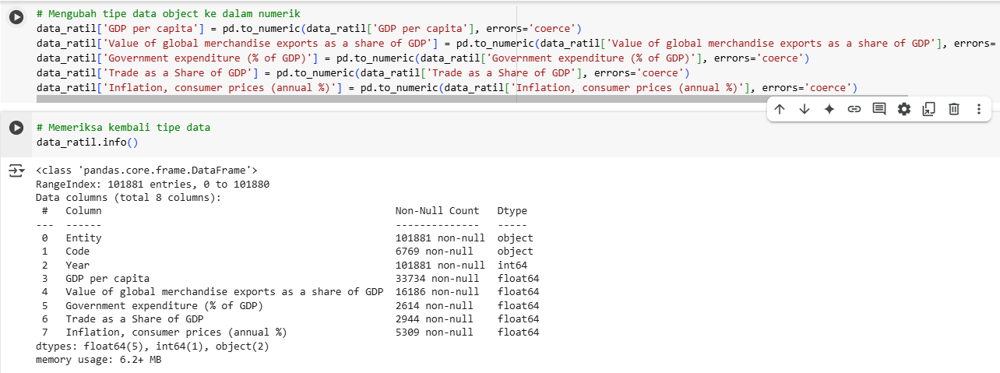 # Mengubah tipe data object ke dalam numerik
data_ratil['GDP per capita'] = pd.to_numeric(data_ratil['GDP per capita'], errors='coerce')
data_ratil['Value of global merchandise exports as a share of GDP'] = pd.to_numeric(data_ratil['Value of global merchandise exports as a share of GDP'], errors=
data_ratil['Government expenditure (% of GDP)'] = pd.to_numeric(data_ratil['Government expenditure (% of GDP)'], errors='coerce')
data_ratil['Trade as a Share of GDP'] = pd.to_numeric(data_ratil['Trade as a Share of GDP'], errors='coerce')
data_ratil['Inflation, consumer prices (annual %)'] = pd.to_numeric(data_ratil['Inflation, consumer prices (annual %)'], errors='coerce')
# Memeriksa kembali tipe data
data_ratil.info()
<class 'pandas.core.frame.DataFrame'>
RangeIndex: 101881 entries, 0 to 101880
Data columns (total 8 columns):
 #   Column                                                 Non-Null Count   Dtype
---  ------                                                 --------------   -----
 0   Entity                                                 101881 non-null  object
 1   Code                                                   6769 non-null    object
 2   Year                                                   101881 non-null  int64
 3   GDP per capita                                         33734 non-null   float64
 4   Value of global merchandise exports as a share of GDP  16186 non-null   float64
 5   Government expenditure (% of GDP)                      2614 non-null    float64
 6   Trade as a Share of GDP                                2944 non-null    float64
 7   Inflation, consumer prices (annual %)                  5309 non-null    float64
dtypes: float64(5), int64(1), object(2)
memory usage: 6.2+ MB